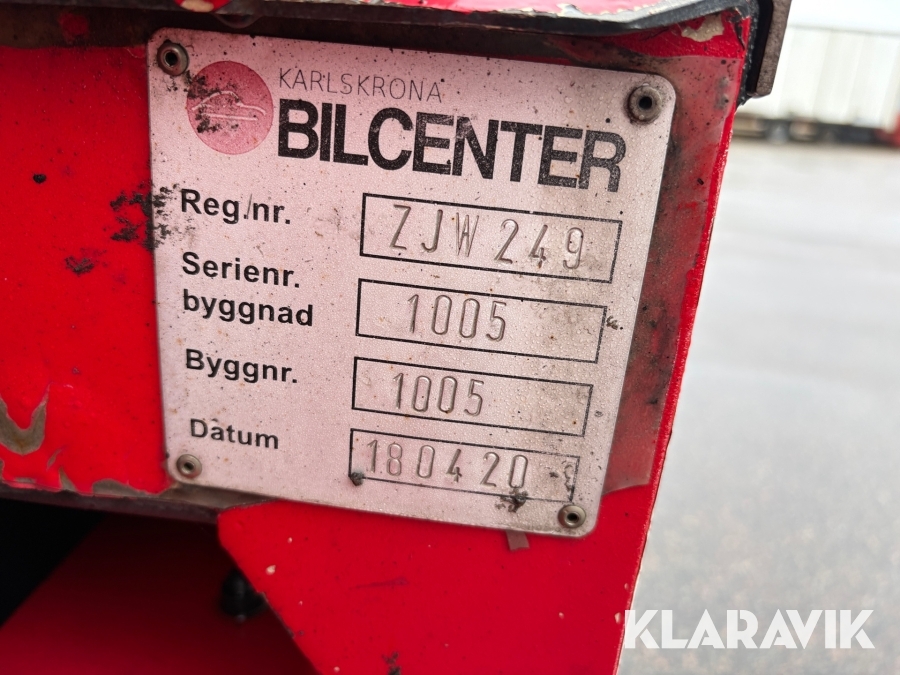 KARLSKRONA
BILCENTER
Reg.nr. ZJW 249
Serienr.
byggnad 1005
Byggnr. 1005
Datum 180420
KLARAVIK